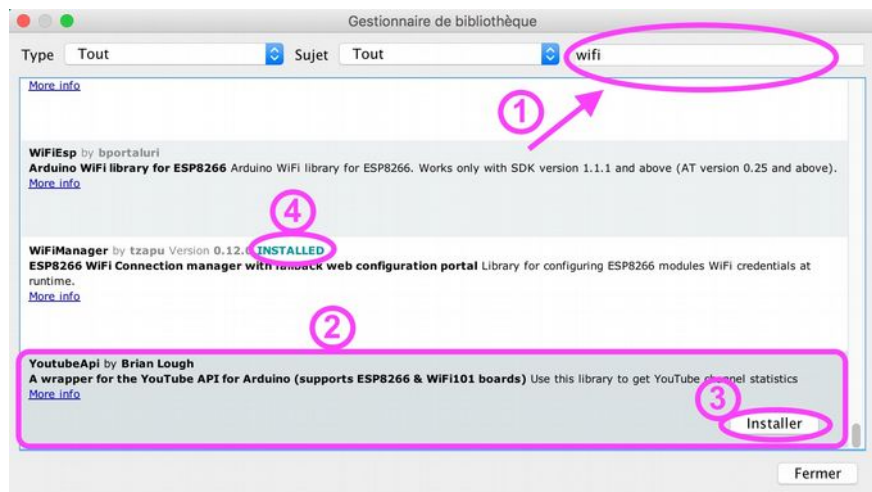 Gestionnaire de bibliothèque
Type Tout Sujet Tout wifi
More info
1
WiFiEsp by bportaluri
Arduino WiFi library for ESP8266 Arduino WiFi library for ESP8266. Works only with SDK version 1.1.1 and above (AT version 0.25 and above).
More info
4
WiFiManager by tzapu Version 0.12.0 INSTALLED
ESP8266 WiFi Connection manager with fallback web configuration portal Library for configuring ESP8266 modules WiFi credentials at
runtime.
More info
2
YoutubeApi by Brian Lough
A wrapper for the YouTube API for Arduino (supports ESP8266 & WiFi101 boards) Use this library to get YouTube channel statistics
More info
3
Installer
Fermer